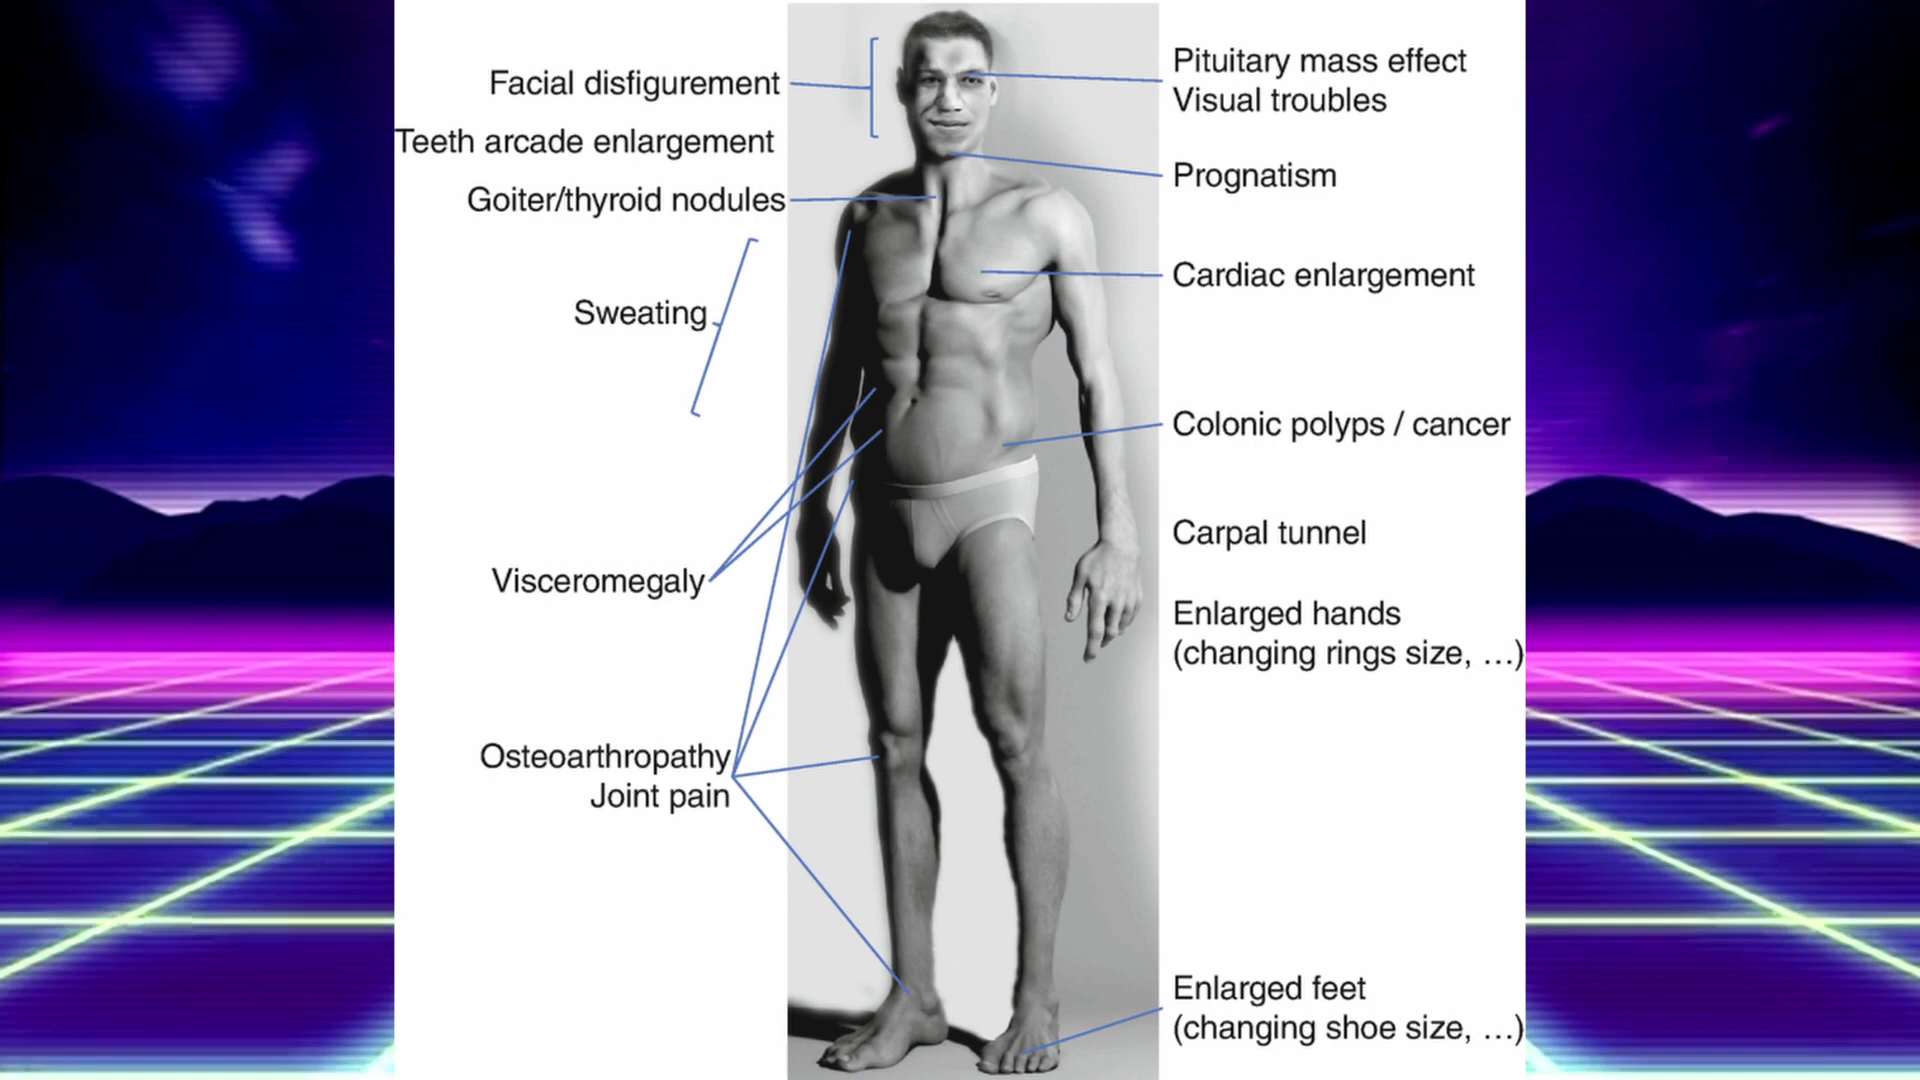 Facial disfigurement
Teeth arcade enlargement
Goiter/thyroid nodules
Sweating
Visceromegaly
Osteoarthropathy
Joint pain
Pituitary mass effect
Visual troubles
Prognatism
Cardiac enlargement
Colonic polyps / cancer
Carpal tunnel
Enlarged hands
(changing rings size, …)
Enlarged feet
(changing shoe size, …)